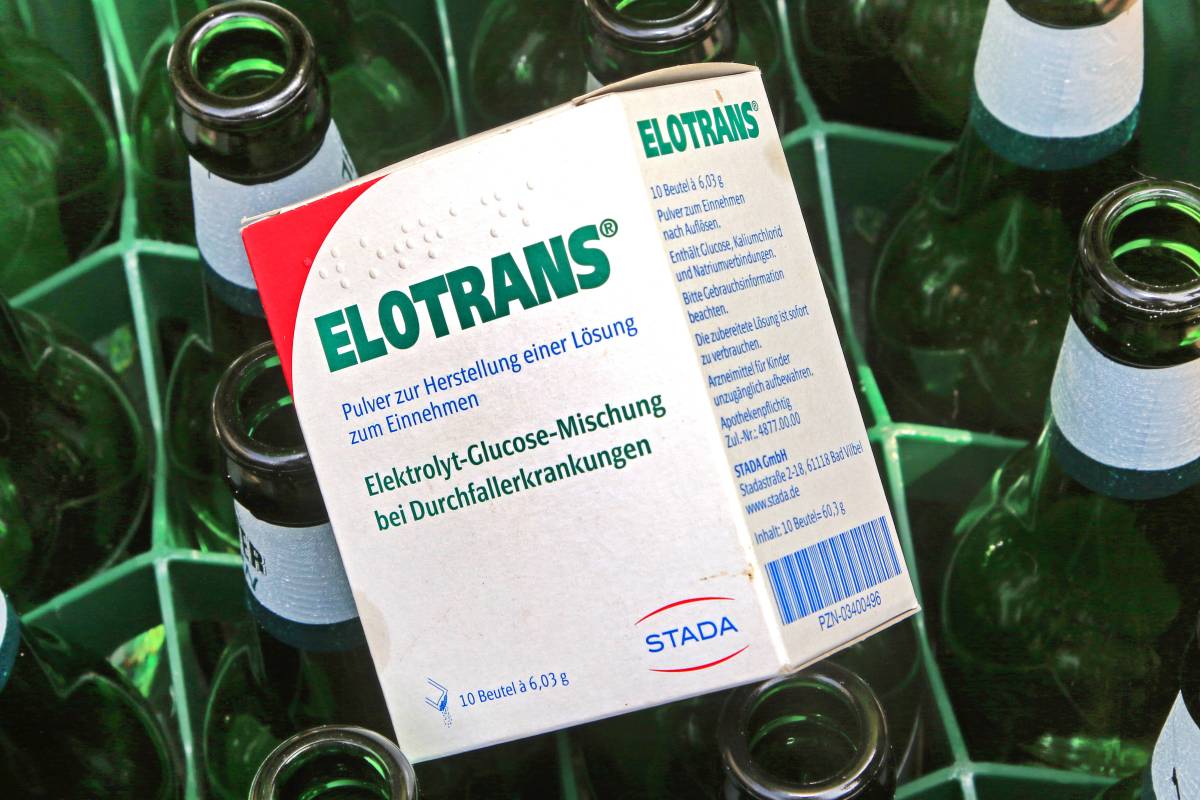 ELOTRANS®
Pulver zur Herstellung einer Lösung
zum Einnehmen
Elektrolyt-Glucose-Mischung
bei Durchfallerkrankungen
STADA
10 Beutel à 6,03 g
ELOTRANS®
10 Beutel à 6,03 g
Pulver zum Einnehmen
nach Auflösen.
Enthält Glucose, Kaliumchlorid
und Natriumverbindungen.
Bitte Gebrauchsinformation
beachten.
Die zubereitete Lösung ist sofort
zu verbrauchen.
Arzneimittel für Kinder
unzugänglich aufbewahren.
Apothekenpflichtig
Zul.-Nr.: 4877.00.00
STADA GmbH
Stadastraße 2-18, 61118 Bad Vilbel
www.stada.de
Inhalt: 10 Beutel= 60,3 g
PZN-03400496